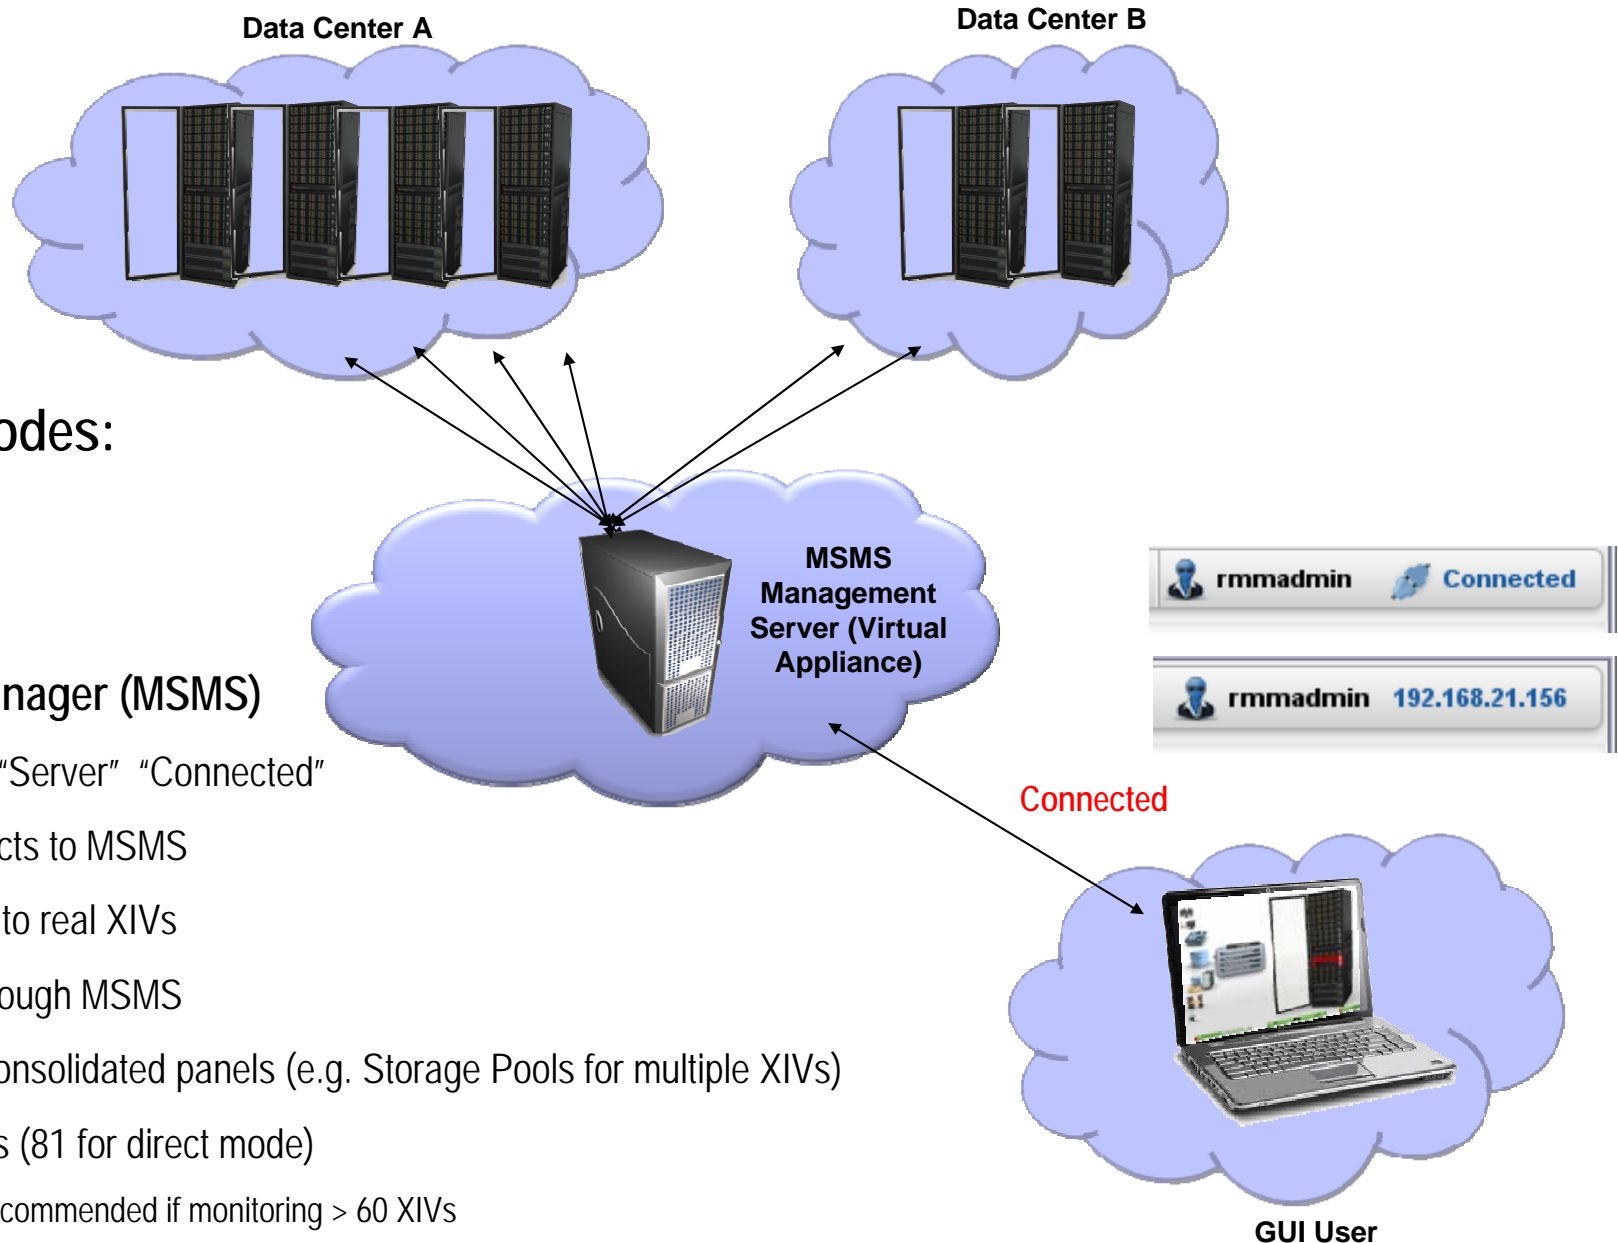 Data Center A
Data Center B
odes:
MSMS
Management
Server (Virtual
Appliance)
rmmadmin Connected
rmmadmin 192.168.21.156
nager (MSMS)
“Server” “Connected”
Connected
cts to MSMS
to real XIVs
ough MSMS
onsolidated panels (e.g. Storage Pools for multiple XIVs)
s (81 for direct mode)
commended if monitoring > 60 XIVs
GUI User